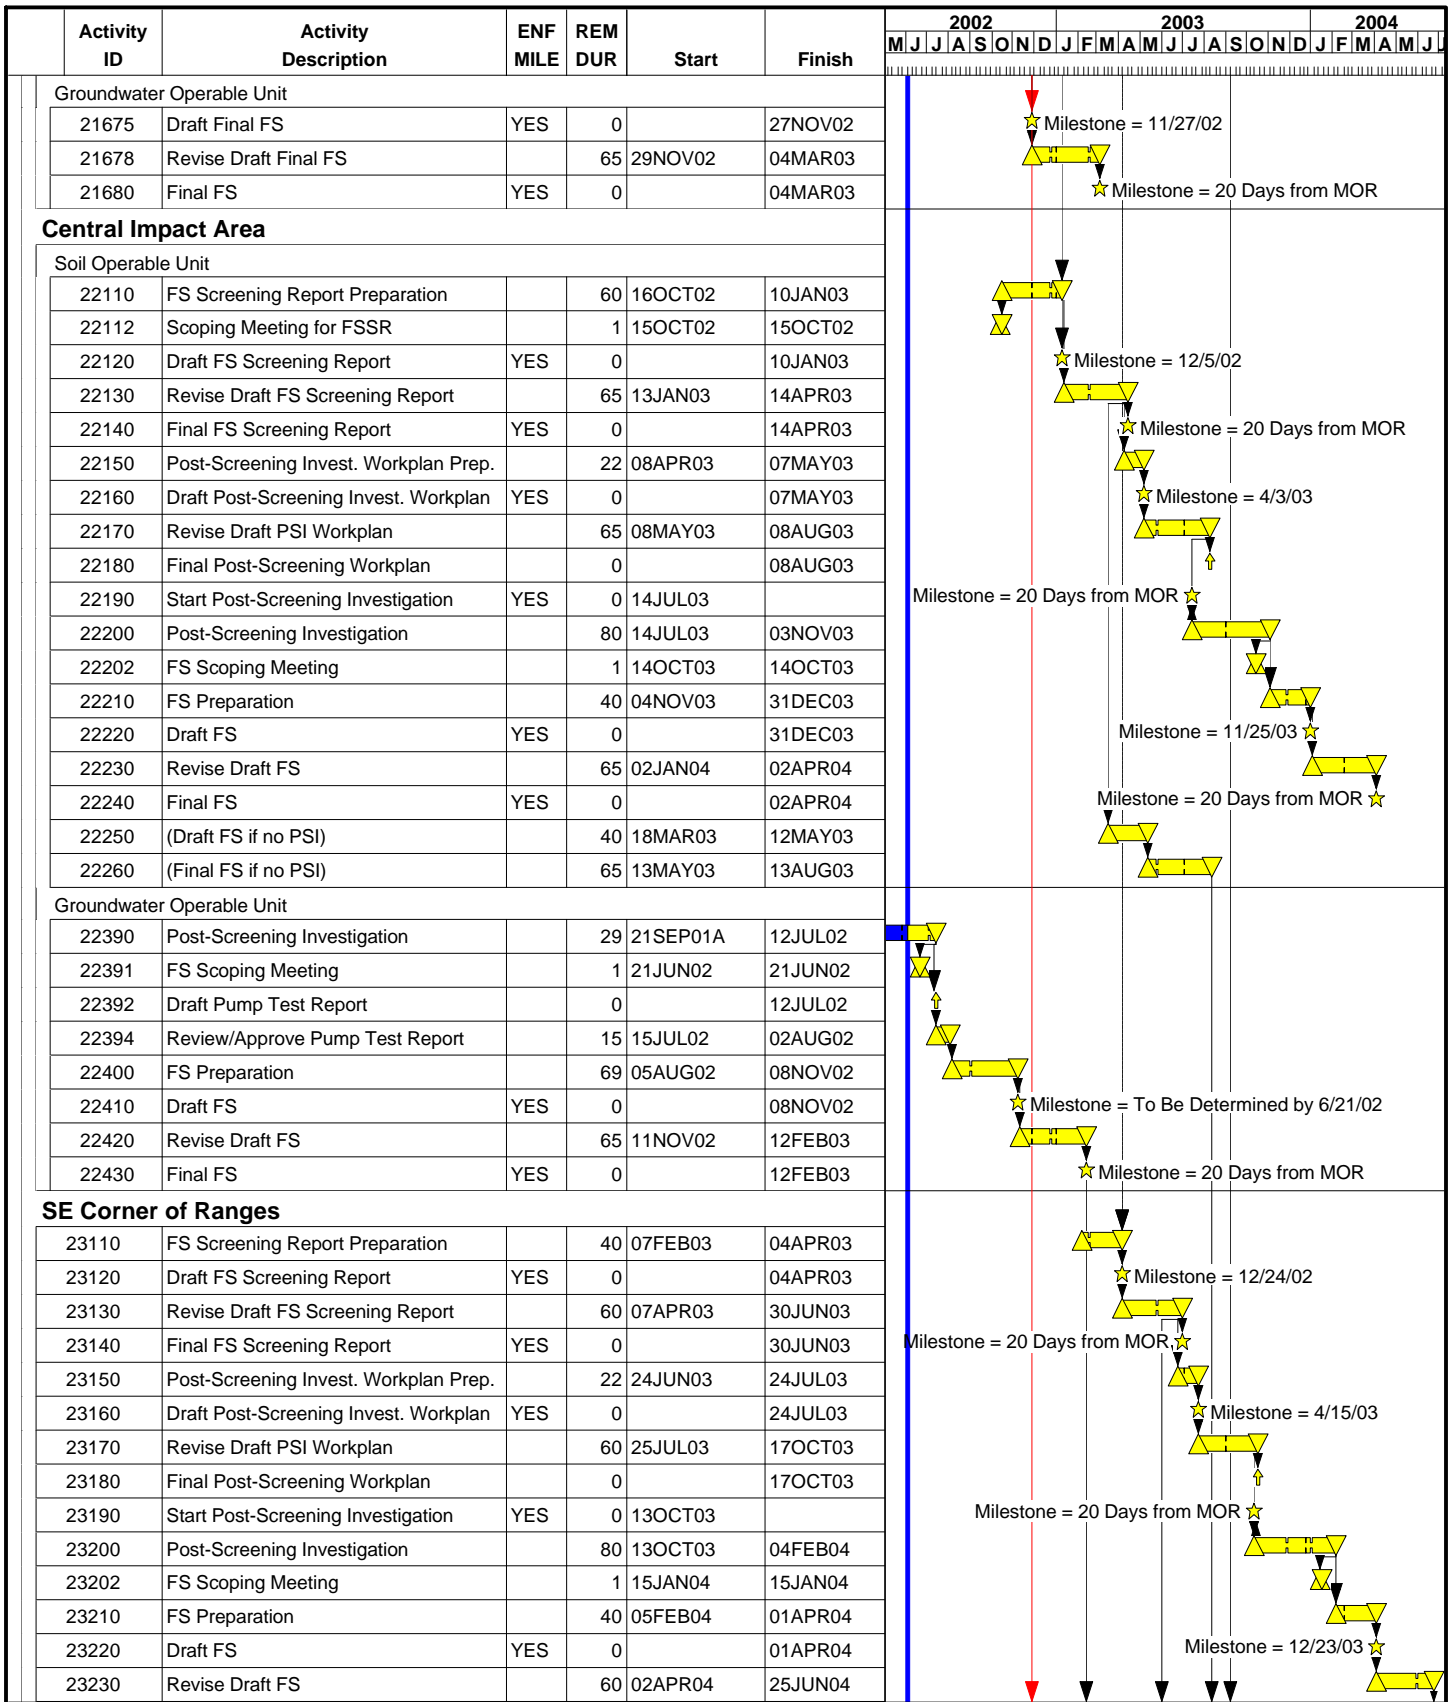 Activity ID Activity Description ENF MILE REM DUR Start Finish 2002 2003 2004
M J J A S O N D J F M A M J J A S O N D J F M A M J J
Groundwater Operable Unit
21675 Draft Final FS YES 0 27NOV02 Milestone = 11/27/02
21678 Revise Draft Final FS 65 29NOV02 04MAR03
21680 Final FS YES 0 04MAR03 Milestone = 20 Days from MOR
Central Impact Area
Soil Operable Unit
22110 FS Screening Report Preparation 60 16OCT02 10JAN03
22112 Scoping Meeting for FSSR 1 15OCT02 15OCT02
22120 Draft FS Screening Report YES 0 10JAN03 Milestone = 12/5/02
22130 Revise Draft FS Screening Report 65 13JAN03 14APR03
22140 Final FS Screening Report YES 0 14APR03 Milestone = 20 Days from MOR
22150 Post-Screening Invest. Workplan Prep. 22 08APR03 07MAY03
22160 Draft Post-Screening Invest. Workplan YES 0 07MAY03 Milestone = 4/3/03
22170 Revise Draft PSI Workplan 65 08MAY03 08AUG03
22180 Final Post-Screening Workplan 0 08AUG03
22190 Start Post-Screening Investigation YES 0 14JUL03 Milestone = 20 Days from MOR
22200 Post-Screening Investigation 80 14JUL03 03NOV03
22202 FS Scoping Meeting 1 14OCT03 14OCT03
22210 FS Preparation 40 04NOV03 31DEC03
22220 Draft FS YES 0 31DEC03 Milestone = 11/25/03
22230 Revise Draft FS 65 02JAN04 02APR04
22240 Final FS YES 0 02APR04 Milestone = 20 Days from MOR
22250 (Draft FS if no PSI) 40 18MAR03 12MAY03
22260 (Final FS if no PSI) 65 13MAY03 13AUG03
Groundwater Operable Unit
22390 Post-Screening Investigation 29 21SEP01A 12JUL02
22391 FS Scoping Meeting 1 21JUN02 21JUN02
22392 Draft Pump Test Report 0 12JUL02
22394 Review/Approve Pump Test Report 15 15JUL02 02AUG02
22400 FS Preparation 69 05AUG02 08NOV02
22410 Draft FS YES 0 08NOV02 Milestone = To Be Determined by 6/21/02
22420 Revise Draft FS 65 11NOV02 12FEB03
22430 Final FS YES 0 12FEB03 Milestone = 20 Days from MOR
SE Corner of Ranges
23110 FS Screening Report Preparation 40 07FEB03 04APR03
23120 Draft FS Screening Report YES 0 04APR03 Milestone = 12/24/02
23130 Revise Draft FS Screening Report 60 07APR03 30JUN03
23140 Final FS Screening Report YES 0 30JUN03 Milestone = 20 Days from MOR
23150 Post-Screening Invest. Workplan Prep. 22 24JUN03 24JUL03
23160 Draft Post-Screening Invest. Workplan YES 0 24JUL03 Milestone = 4/15/03
23170 Revise Draft PSI Workplan 60 25JUL03 17OCT03
23180 Final Post-Screening Workplan 0 17OCT03
23190 Start Post-Screening Investigation YES 0 13OCT03 Milestone = 20 Days from MOR
23200 Post-Screening Investigation 80 13OCT03 04FEB04
23202 FS Scoping Meeting 1 15JAN04 15JAN04
23210 FS Preparation 40 05FEB04 01APR04
23220 Draft FS YES 0 01APR04 Milestone = 12/23/03
23230 Revise Draft FS 60 02APR04 25JUN04